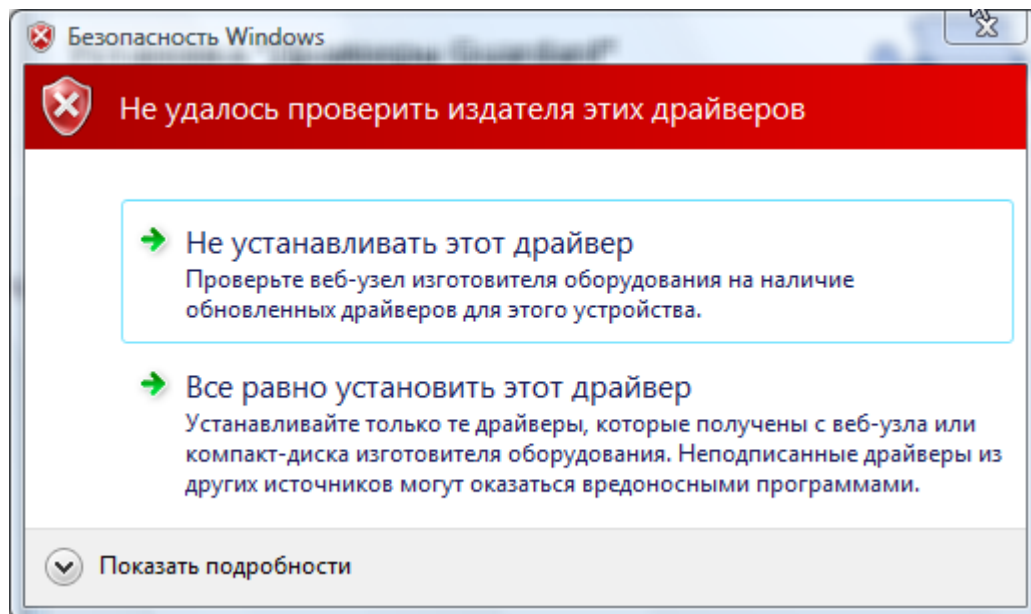 Безопасность Windows
Не удалось проверить издателя этих драйверов
Не устанавливать этот драйвер
Проверьте веб-узел изготовителя оборудования на наличие
обновленных драйверов для этого устройства.
Все равно установить этот драйвер
Устанавливайте только те драйверы, которые получены с веб-узла или
компакт-диска изготовителя оборудования. Неподписанные драйверы из
других источников могут оказаться вредоносными программами.
Показать подробности